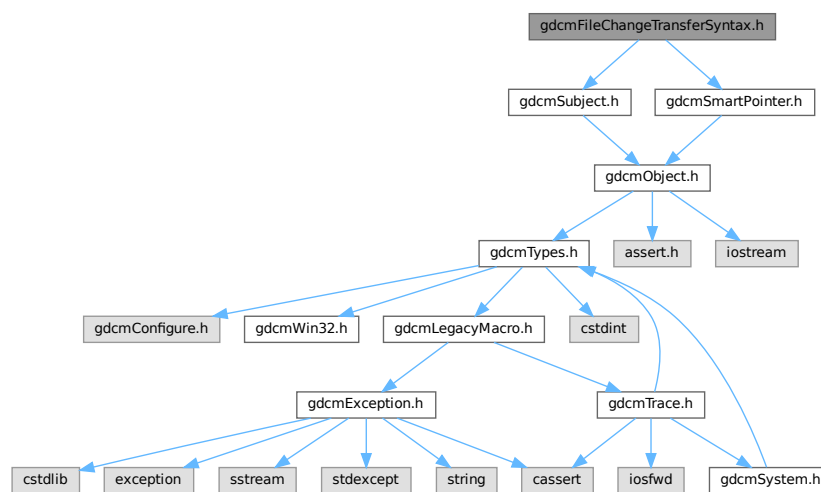 gdcmFileChangeTransferSyntax.h
gdcmSubject.h
gdcmSmartPointer.h
gdcmObject.h
gdcmTypes.h
assert.h
iostream
gdcmConfigure.h
gdcmWin32.h
gdcmLegacyMacro.h
cstdint
gdcmException.h
gdcmTrace.h
cstdlib
exception
sstream
stdexcept
string
cassert
iosfwd
gdcmSystem.h